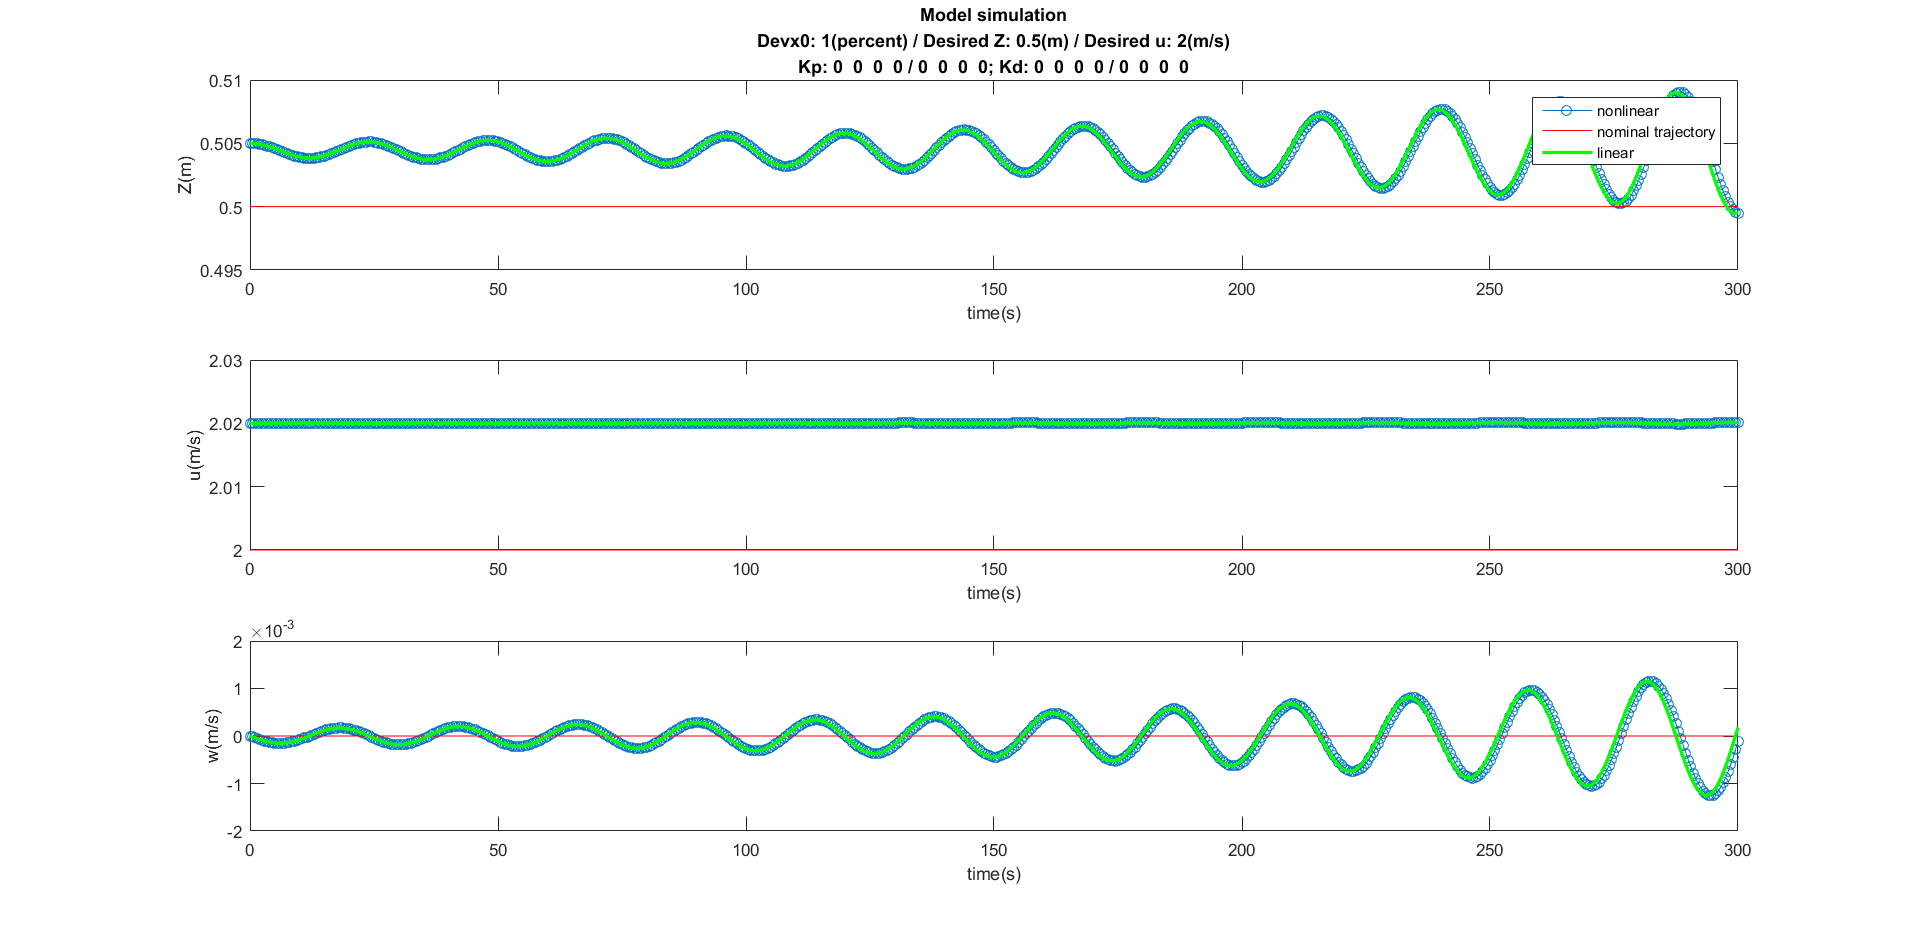 Model simulation
Devx0: 1(percent) / Desired Z: 0.5(m) / Desired u: 2(m/s)
Kp: 0 0 0 0 / 0 0 0 0; Kd: 0 0 0 0 / 0 0 0 0
0.51
0.505
0.5
0.495
Z(m)
nonlinear
nominal trajectory
linear
0 50 100 150 200 250 300
time(s)
2.03
2.02
2.01
2
u(m/s)
0 50 100 150 200 250 300
time(s)
×10-3
2
1
0
-1
-2
w(m/s)
0 50 100 150 200 250 300
time(s)